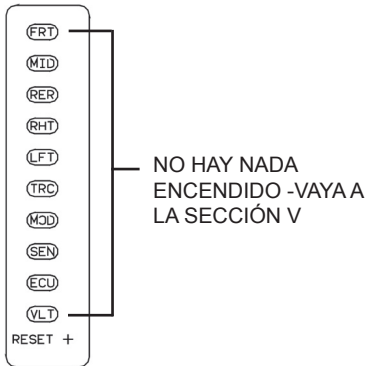 FRT
MID
RER
RHT
LFT
TRC
MOD
SEN
ECU
VLT
RESET +
NO HAY NADA
ENCENDIDO -VAYA A
LA SECCIÓN V